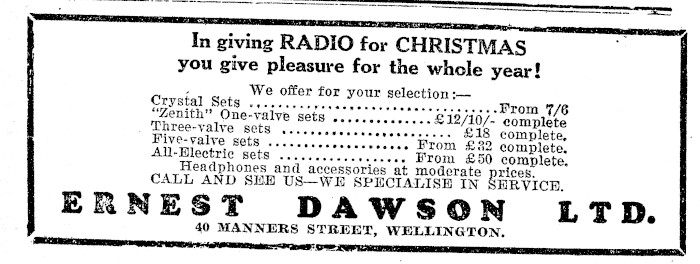 In giving RADIO for CHRISTMAS
you give pleasure for the whole year!
We offer for your selection:—
Crystal Sets ...................................From 7/6
"Zenith" One-valve sets ..............£12/10/- complete
Three-valve sets ........................ £18 complete.
Five-valve sets .................... From £32 complete.
All-Electric sets .................. From £50 complete.
Headphones and accessories at moderate prices.
CALL AND SEE US—WE SPECIALISE IN SERVICE.
ERNEST DAWSON LTD.
40 MANNERS STREET, WELLINGTON.